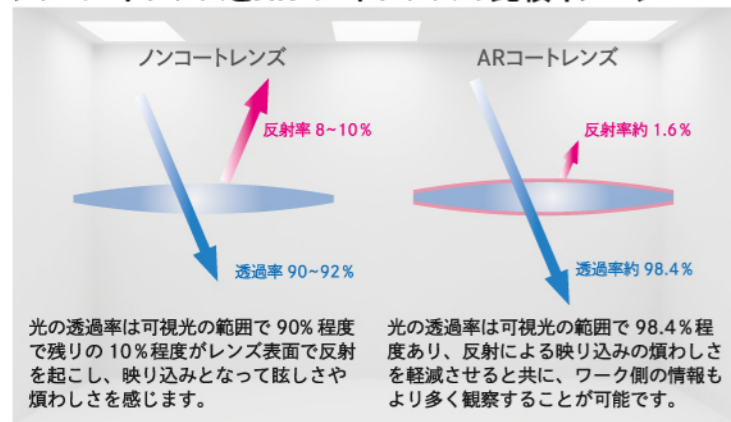 ノンコートレンズ
ARコートレンズ
反射率 8~10%
反射率約 1.6%
透過率 90~92%
透過率約 98.4%
光の透過率は可視光の範囲で 90% 程度
で残りの 10%程度がレンズ表面で反射
を起こし、映り込みとなって眩しさや
煩わしさを感じます。
光の透過率は可視光の範囲で 98.4%程
度あり、反射による映り込みの煩わしさ
を軽減させると共に、ワーク側の情報も
より多く観察することが可能です。